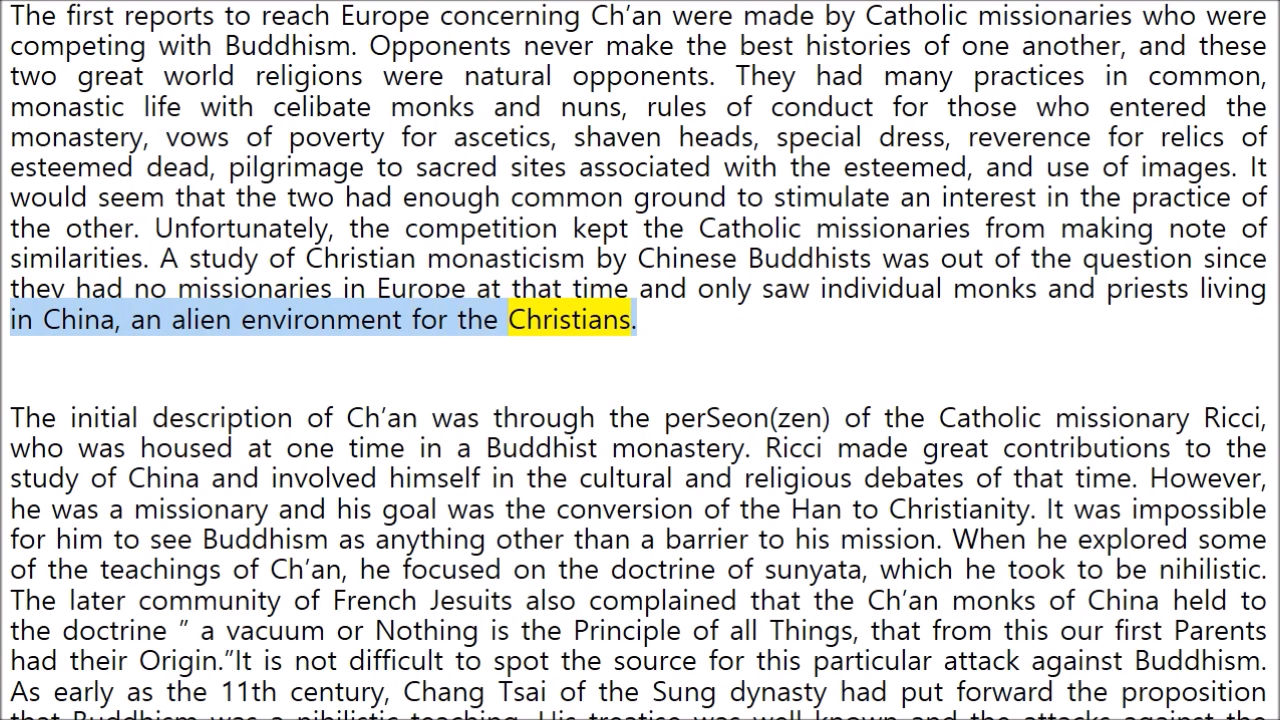 The first reports to reach Europe concerning Ch’an were made by Catholic missionaries who were
competing with Buddhism. Opponents never make the best histories of one another, and these
two great world religions were natural opponents. They had many practices in common,
monastic life with celibate monks and nuns, rules of conduct for those who entered the
monastery, vows of poverty for ascetics, shaven heads, special dress, reverence for relics of
esteemed dead, pilgrimage to sacred sites associated with the esteemed, and use of images. It
would seem that the two had enough common ground to stimulate an interest in the practice of
the other. Unfortunately, the competition kept the Catholic missionaries from making note of
similarities. A study of Christian monasticism by Chinese Buddhists was out of the question since
they had no missionaries in Europe at that time and only saw individual monks and priests living
in China, an alien environment for the Christians.
The initial description of Ch’an was through the perSeon(zen) of the Catholic missionary Ricci,
who was housed at one time in a Buddhist monastery. Ricci made great contributions to the
study of China and involved himself in the cultural and religious debates of that time. However,
he was a missionary and his goal was the conversion of the Han to Christianity. It was impossible
for him to see Buddhism as anything other than a barrier to his mission. When he explored some
of the teachings of Ch’an, he focused on the doctrine of sunyata, which he took to be nihilistic.
The later community of French Jesuits also complained that the Ch’an monks of China held to
the doctrine ” a vacuum or Nothing is the Principle of all Things, that from this our first Parents
had their Origin.”It is not difficult to spot the source for this particular attack against Buddhism.
As early as the 11th century, Chang Tsai of the Sung dynasty had put forward the proposition
that Buddhism was a nihilistic teaching. His treatise was well known and the attacks against the